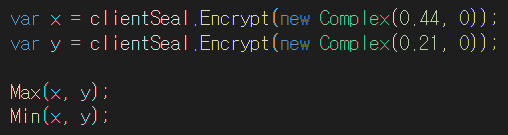 var x = clientSeal.Encrypt(new Complex(0.44, 0));
var y = clientSeal.Encrypt(new Complex(0.21, 0));
Max(x, y);
Min(x, y);